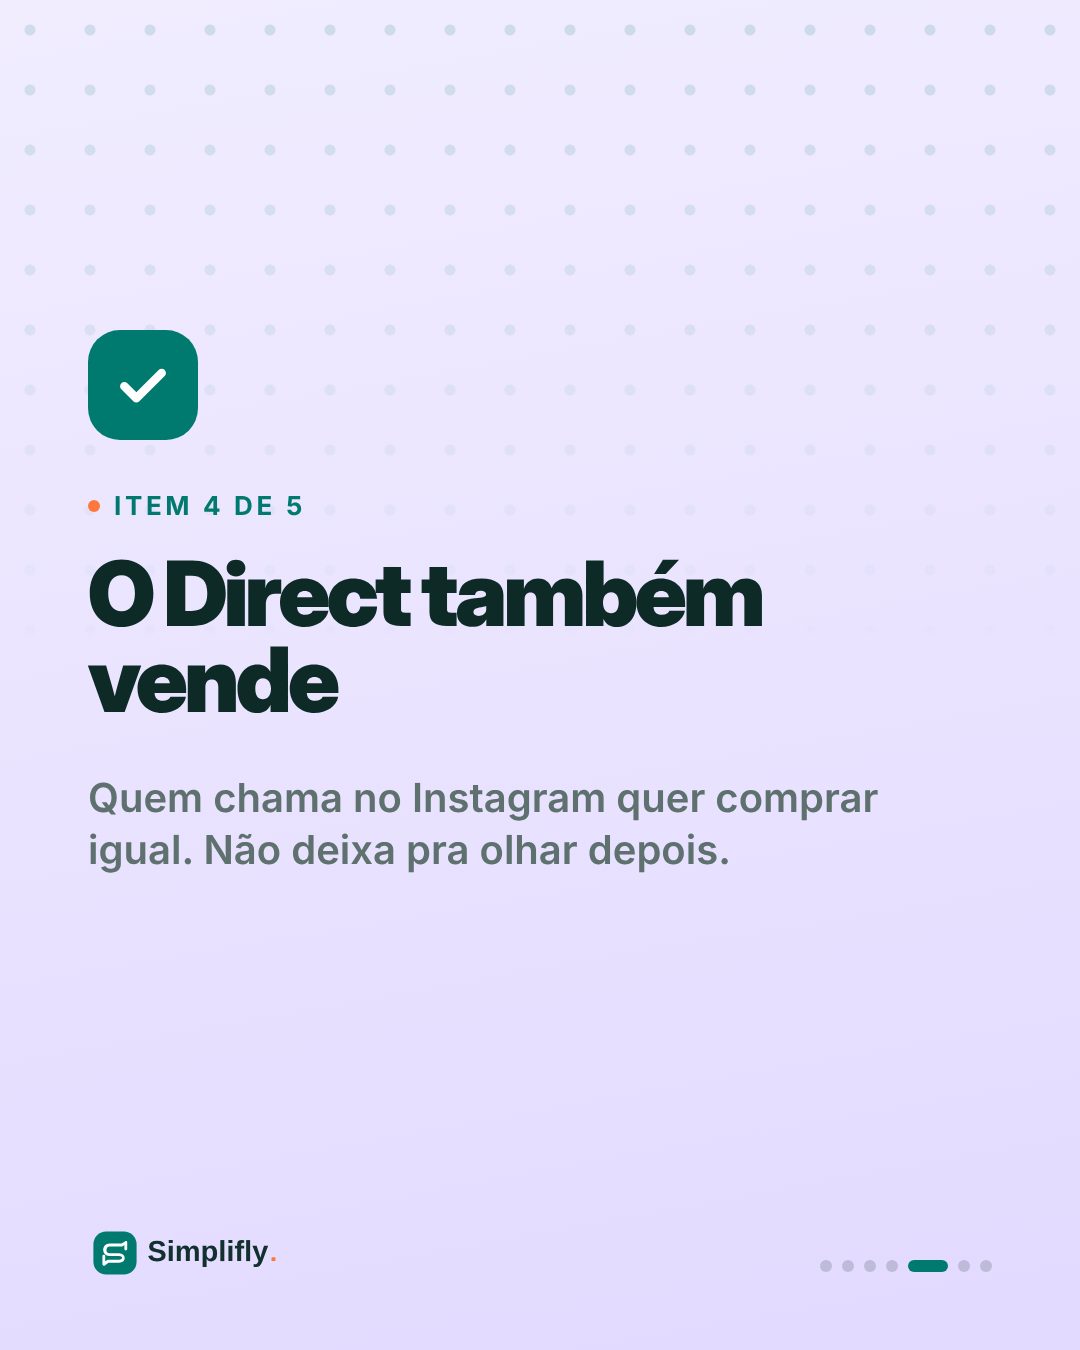 ITEM 4 DE 5
O Direct também
vende
Quem chama no Instagram quer comprar
igual. Não deixa pra olhar depois.
Simplifly.